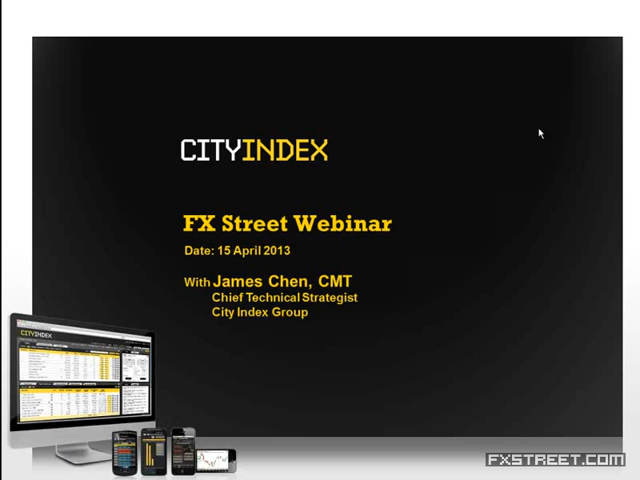 CITYINDEX
FX Street Webinar
Date: 15 April 2013
With James Chen, CMT
Chief Technical Strategist
City Index Group
CITYINDEX
FXSTREET.COM